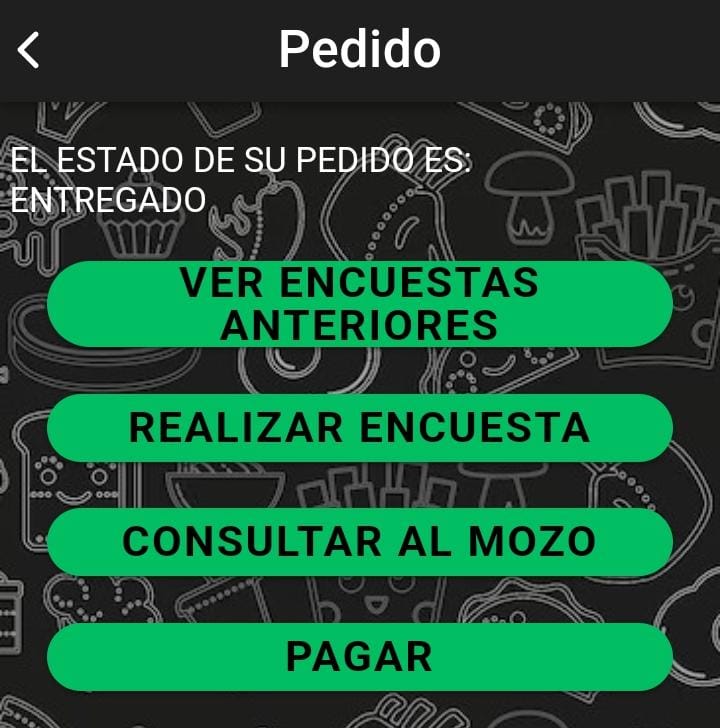 Pedido
EL ESTADO DE SU PEDIDO ES:
ENTREGADO
VER ENCUESTAS
ANTERIORES
REALIZAR ENCUESTA
CONSULTAR AL MOZO
PAGAR